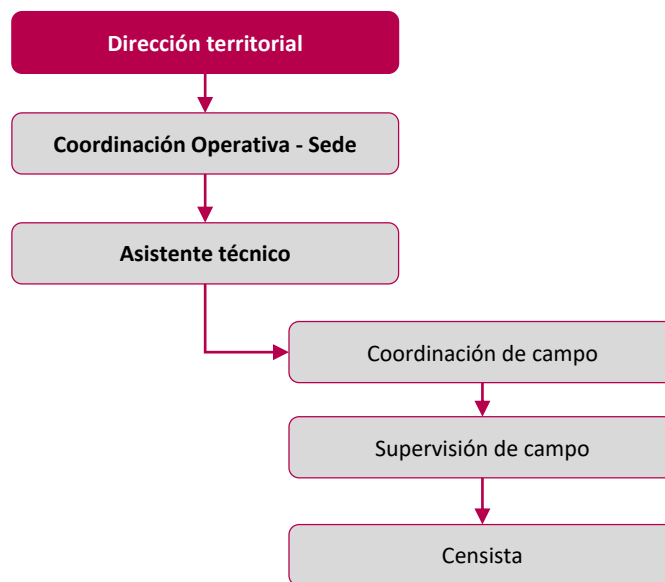 Dirección territorial
Coordinación Operativa - Sede
Asistente técnico
Coordinación de campo
Supervisión de campo
Censista